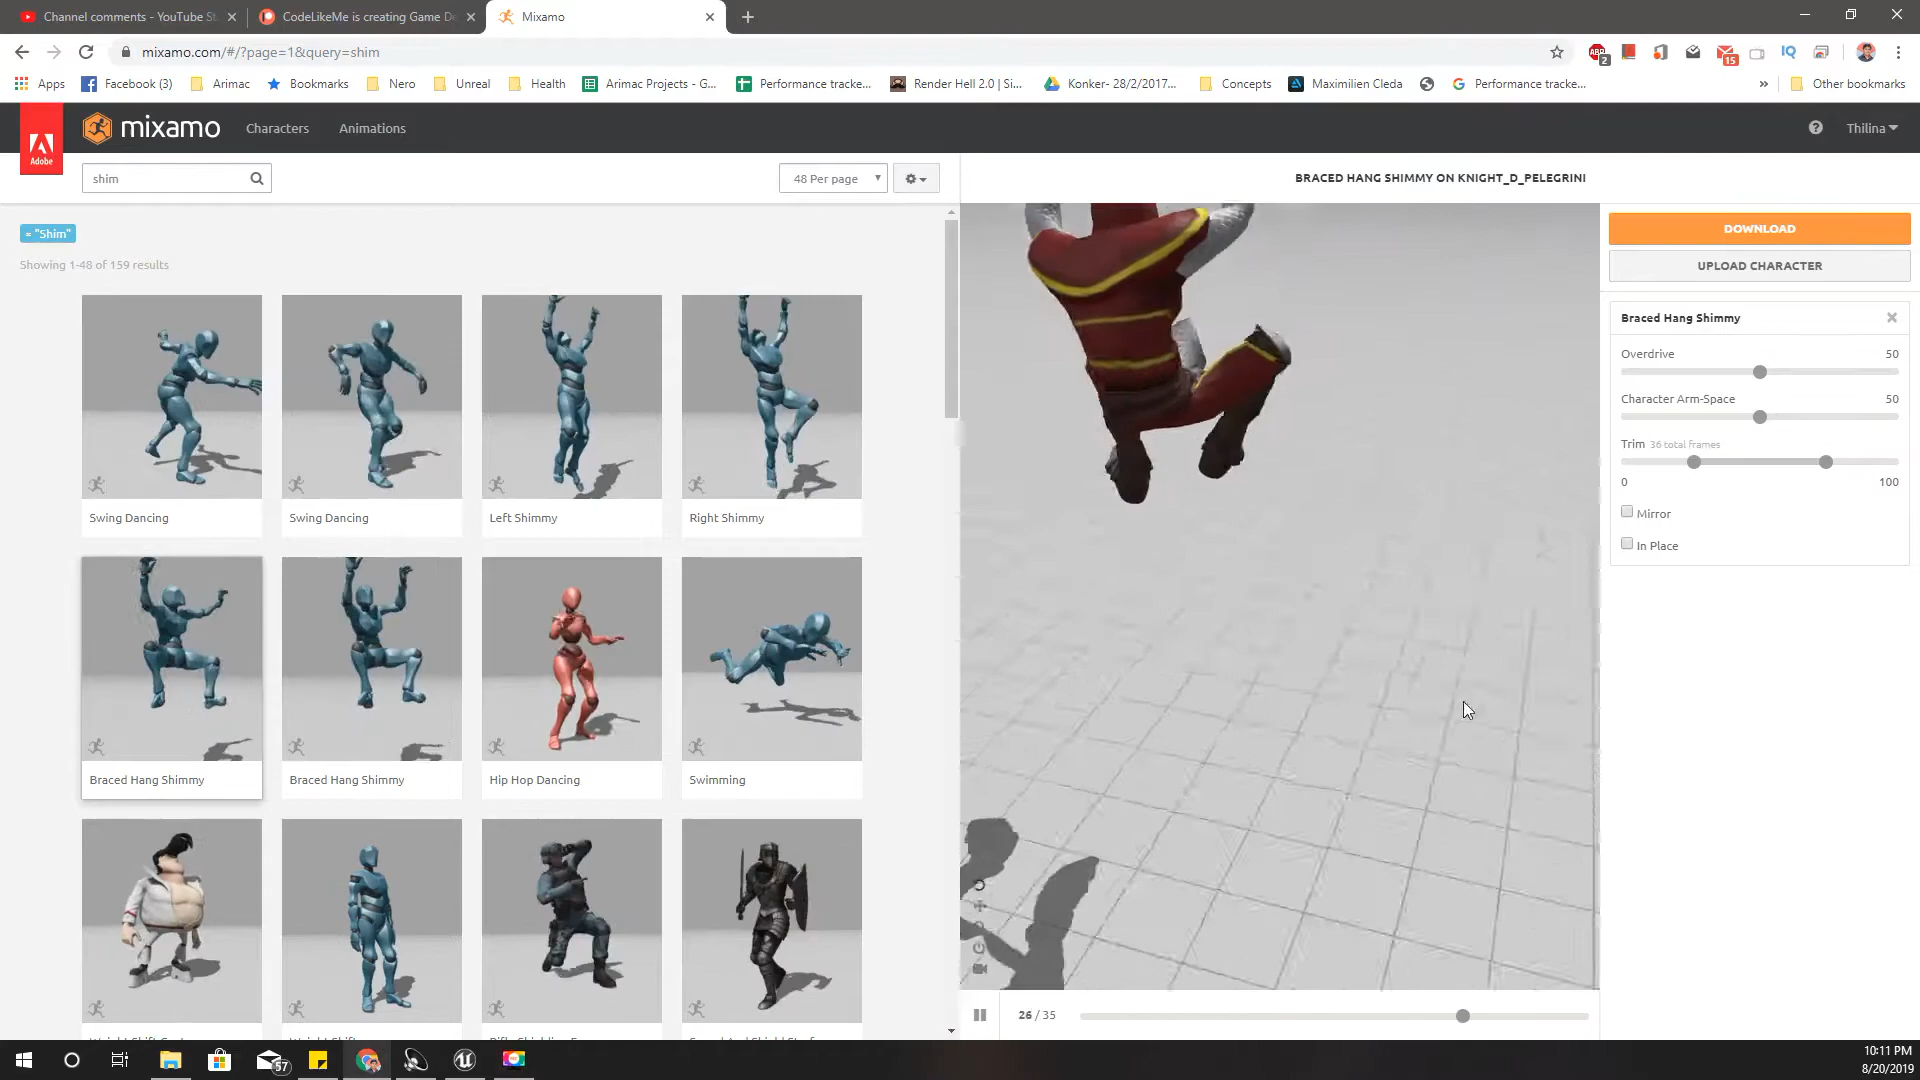 Channel comments - YouTube St
CodeLikeMe is creating Game De
Mixamo
mixamo.com/#/?page=1&query=shim
2
15
Apps
Facebook (3)
Arimac
Bookmarks
Nero
Unreal
Health
Arimac Projects - G...
Performance tracke...
Render Hell 2.0 | Si...
Konker- 28/2/2017...
Concepts
Maximilien Cleda
Performance tracke...
Other bookmarks
Adobe
mixamo
Characters
Animations
Thilina
shim
48 Per page
BRACED HANG SHIMMY ON KNIGHT_D_PELEGRINI
× "Shim"
Showing 1-48 of 159 results
Swing Dancing
Swing Dancing
Left Shimmy
Right Shimmy
Braced Hang Shimmy
Braced Hang Shimmy
Hip Hop Dancing
Swimming
DOWNLOAD
UPLOAD CHARACTER
Braced Hang Shimmy
Overdrive 50
Character Arm-Space 50
Trim 36 total frames
0 100
Mirror
In Place
26 / 35
57
10:11 PM
8/20/2019